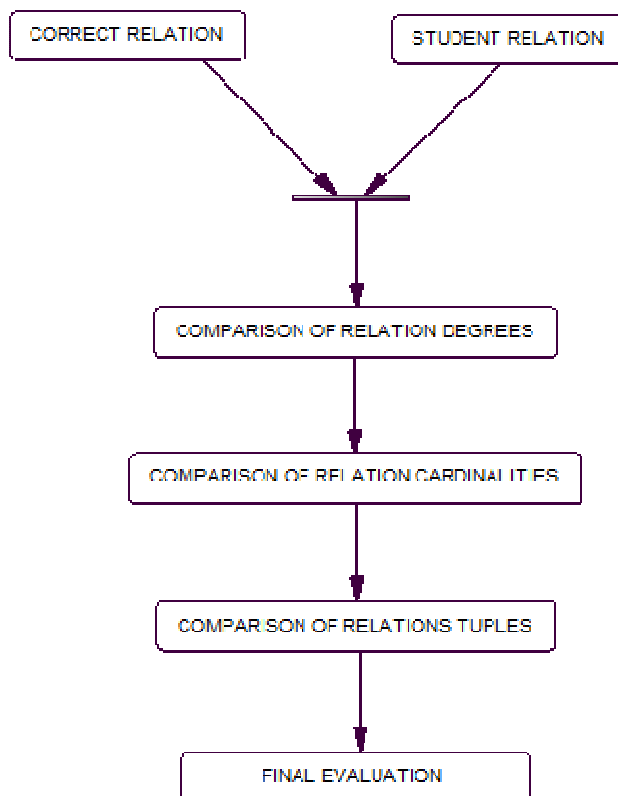 CORRECT RELATION
STUDENT RELATION
COMPARISON OF RELATION DEGREES
COMPARISON OF RELATION CARDINALITIES
COMPARISON OF RELATIONS TUPLES
FINAL EVALUATION